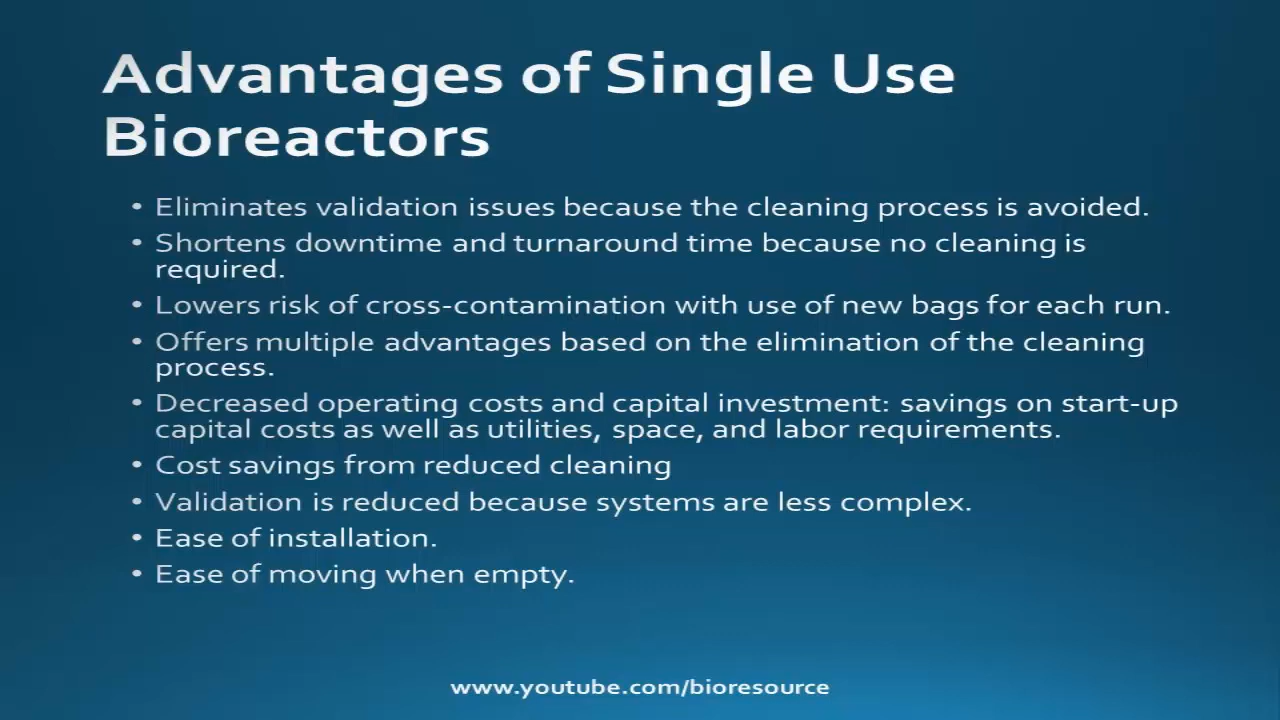 Advantages of Single Use
Bioreactors
• Eliminates validation issues because the cleaning process is avoided.
• Shortens downtime and turnaround time because no cleaning is
required.
• Lowers risk of cross-contamination with use of new bags for each run.
• Offers multiple advantages based on the elimination of the cleaning
process.
• Decreased operating costs and capital investment: savings on start-up
capital costs as well as utilities, space, and labor requirements.
• Cost savings from reduced cleaning
• Validation is reduced because systems are less complex.
• Ease of installation.
• Ease of moving when empty.
www.youtube.com/bioresource